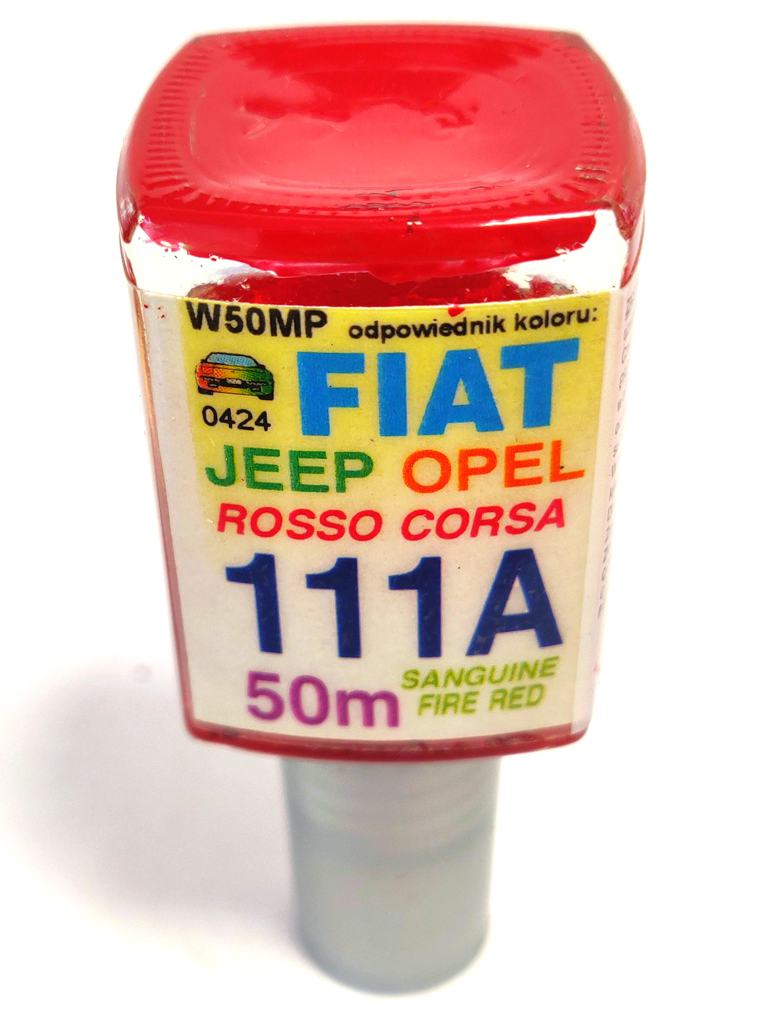 W50MP odpowiednik koloru:
FIAT
0424
JEEP OPEL
ROSSO CORSA
111A
50m SANGUINE
FIRE RED